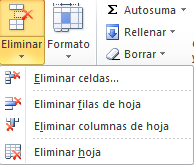 Eliminar
Formato
Σ Autosuma
Rellenar
Borrar
Eliminar celdas...
Eliminar filas de hoja
Eliminar columnas de hoja
Eliminar hoja